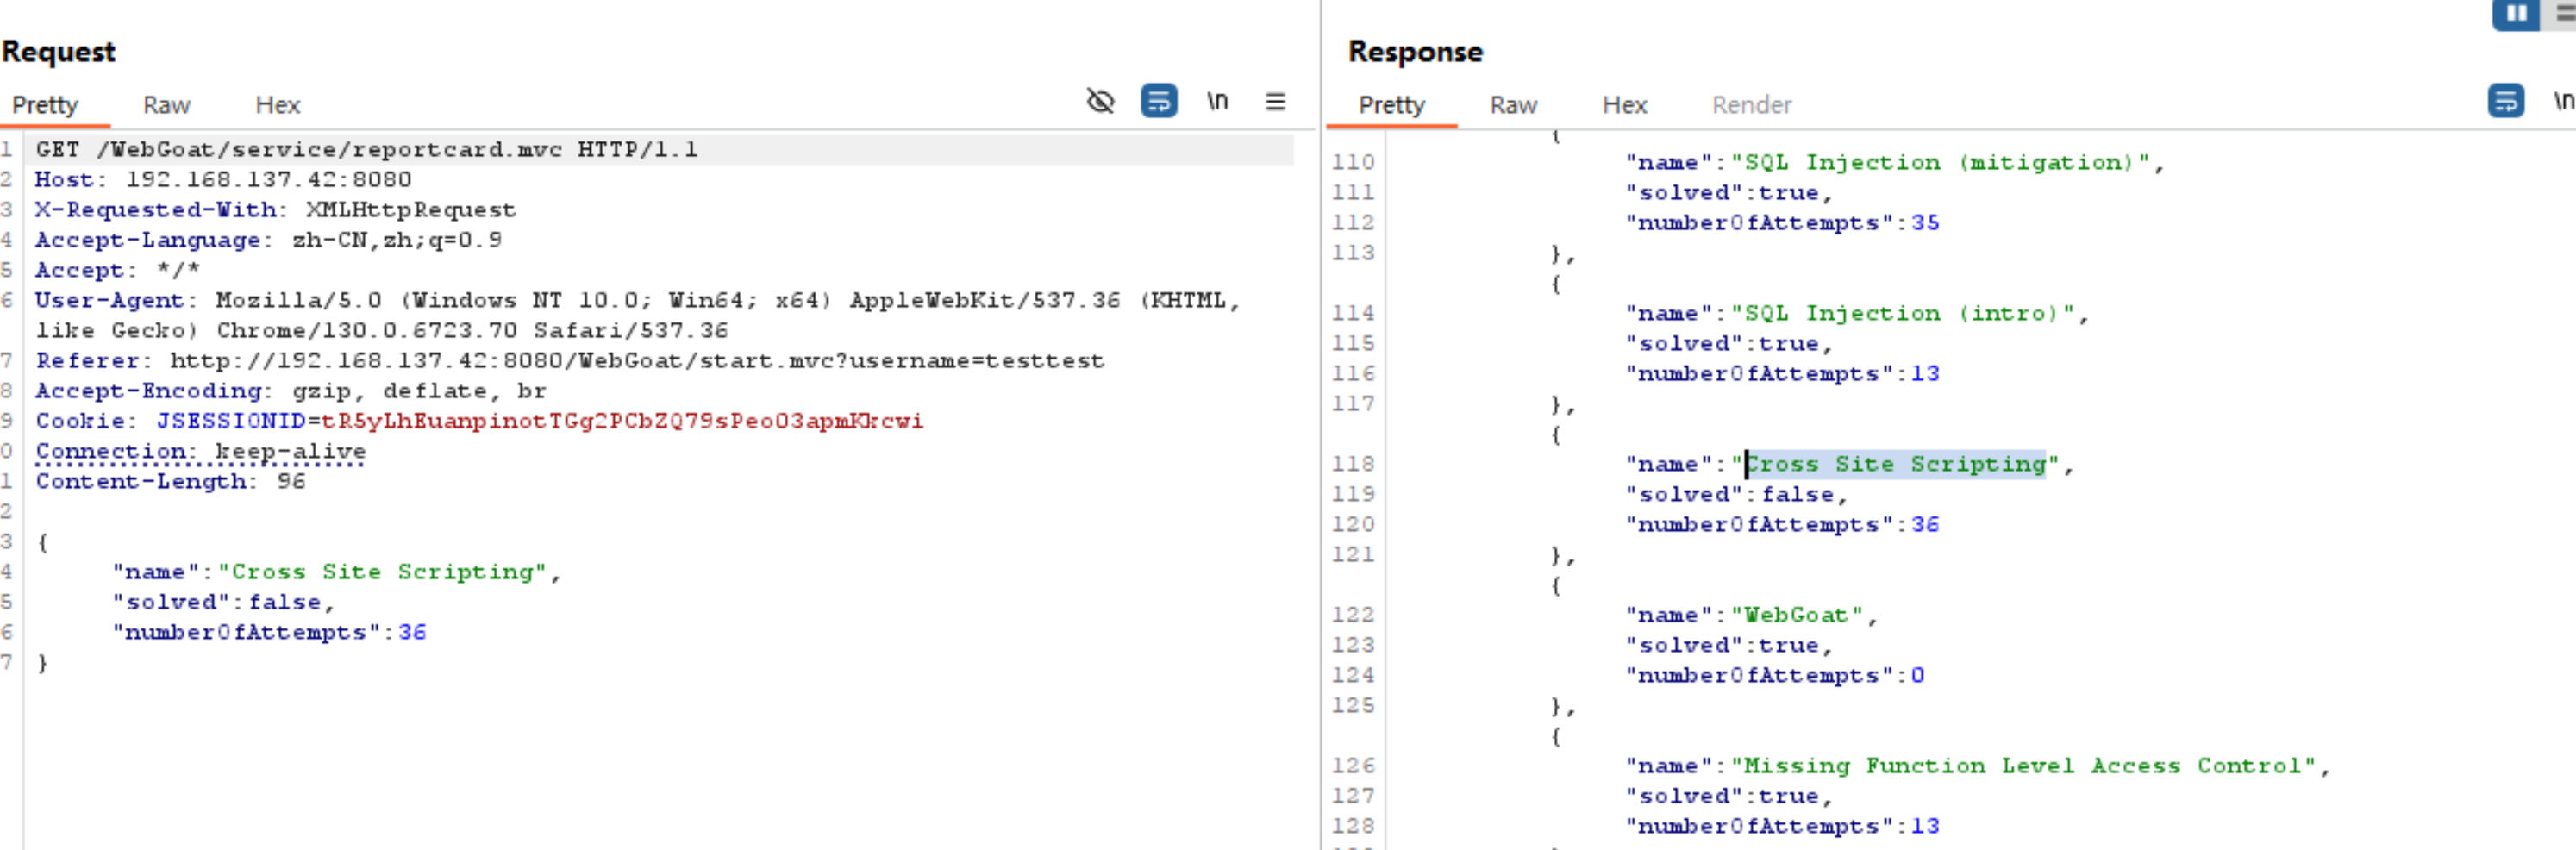 Request
Pretty Raw Hex
\n
1 GET /WebGoat/service/reportcard.mvc HTTP/1.1
2 Host: 192.168.137.42:8080
3 X-Requested-With: XMLHttpRequest
4 Accept-Language: zh-CN,zh;q=0.9
5 Accept: */*
6 User-Agent: Mozilla/5.0 (Windows NT 10.0; Win64; x64) AppleWebKit/537.36 (KHTML,
like Gecko) Chrome/130.0.6723.70 Safari/537.36
7 Referer: http://192.168.137.42:8080/WebGoat/start.mvc?username=testtest
8 Accept-Encoding: gzip, deflate, br
9 Cookie: JSESSIONID=tR5yLhEuanpinotTGg2PCbZQ79sPeoO3apmKkcwi
0 Connection: keep-alive
1 Content-Length: 96
2
3 {
4 "name":"Cross Site Scripting",
5 "solved":false,
6 "numberOfAttempts":36
7 }
Response
Pretty Raw Hex Render
\n
{
110 "name":"SQL Injection (mitigation)",
111 "solved":true,
112 "numberOfAttempts":35
113 },
{
114 "name":"SQL Injection (intro)",
115 "solved":true,
116 "numberOfAttempts":13
117 },
{
118 "name":"Cross Site Scripting",
119 "solved":false,
120 "numberOfAttempts":36
121 },
{
122 "name":"WebGoat",
123 "solved":true,
124 "numberOfAttempts":0
125 },
{
126 "name":"Missing Function Level Access Control",
127 "solved":true,
128 "numberOfAttempts":13